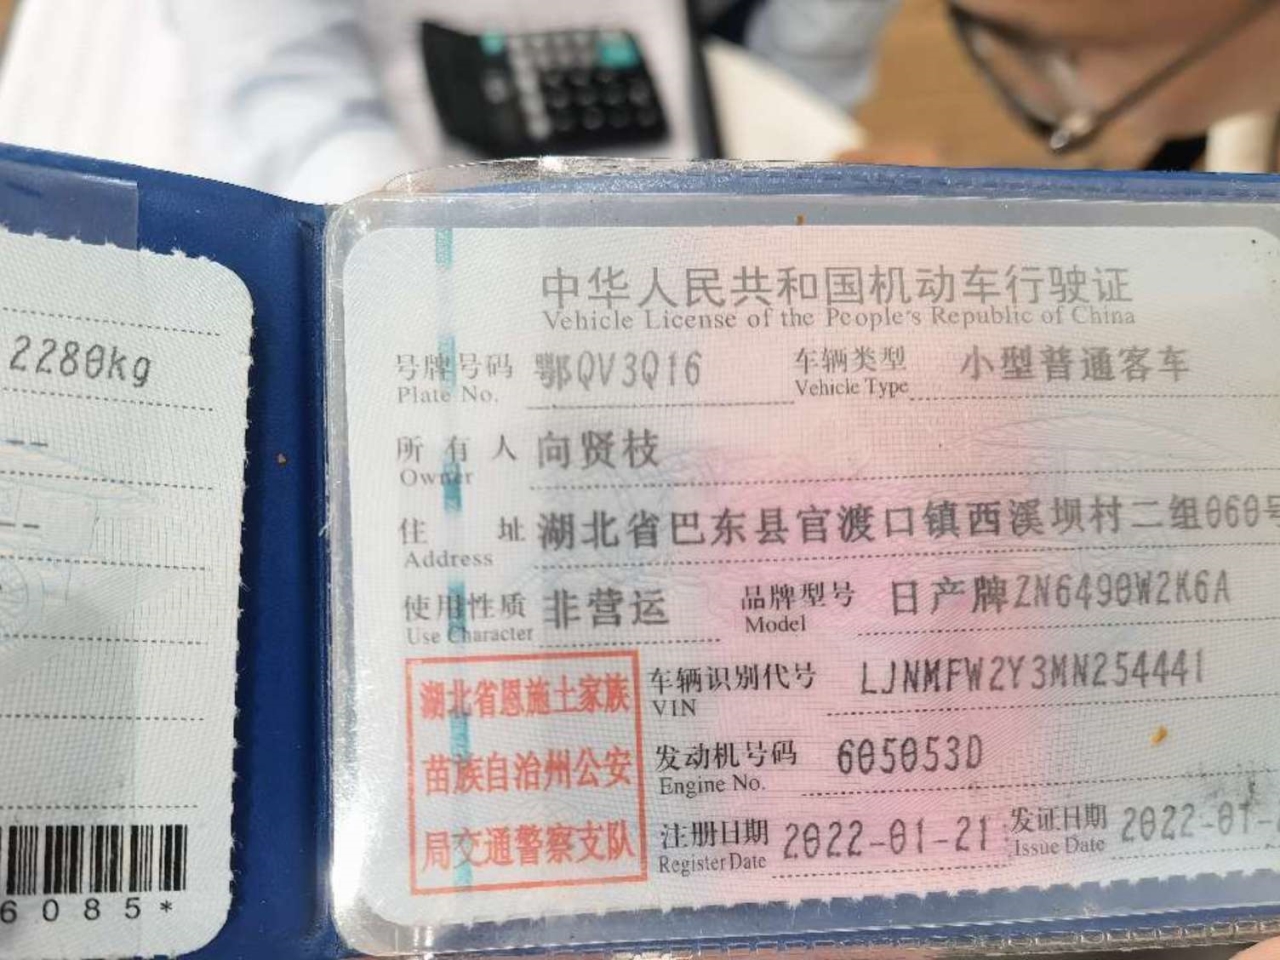 2280kg
--
--
6085*
中华人民共和国机动车行驶证
Vehicle License of the People's Republic of China
号牌号码 鄂QV3Q16 车辆类型 小型普通客车
Plate No. Vehicle Type
所有人 向贤枝
Owner
住址 湖北省巴东县官渡口镇西溪坝村二组060号
Address
使用性质 非营运 品牌型号 日产牌ZN6490W2K6A
Use Character Model
湖北省恩施土家族
苗族自治州公安
局交通警察支队
车辆识别代号 LJNMFW2Y3MN254441
VIN
发动机号码 605053D
Engine No.
注册日期 2022-01-21 发证日期 2022-01-
Register Date Issue Date